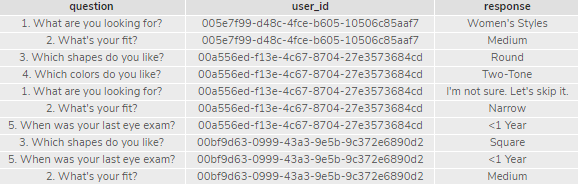 question user_id response
1. What are you looking for? 005e7f99-d48c-4fce-b605-10506c85aaf7 Women's Styles
2. What's your fit? 005e7f99-d48c-4fce-b605-10506c85aaf7 Medium
3. Which shapes do you like? 00a556ed-f13e-4c67-8704-27e3573684cd Round
4. Which colors do you like? 00a556ed-f13e-4c67-8704-27e3573684cd Two-Tone
1. What are you looking for? 00a556ed-f13e-4c67-8704-27e3573684cd I'm not sure. Let's skip it.
2. What's your fit? 00a556ed-f13e-4c67-8704-27e3573684cd Narrow
5. When was your last eye exam? 00a556ed-f13e-4c67-8704-27e3573684cd <1 Year
3. Which shapes do you like? 00bf9d63-0999-43a3-9e5b-9c372e6890d2 Square
5. When was your last eye exam? 00bf9d63-0999-43a3-9e5b-9c372e6890d2 <1 Year
2. What's your fit? 00bf9d63-0999-43a3-9e5b-9c372e6890d2 Medium